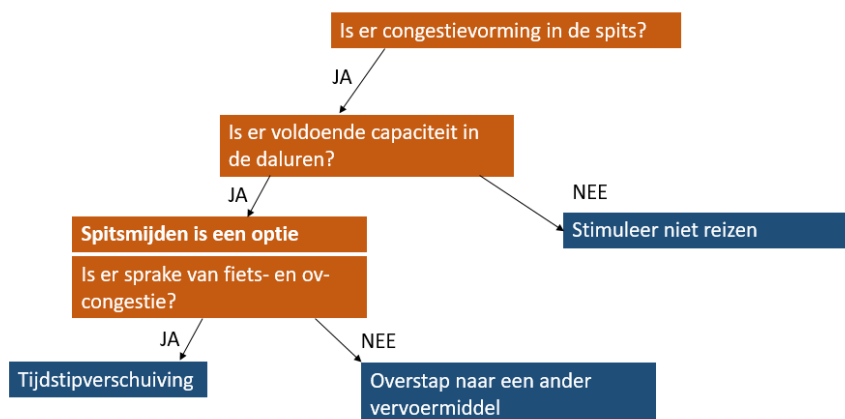 Is er congestievorming in de spits?
JA
Is er voldoende capaciteit in
de daluren?
JA
NEE
Spitsmijden is een optie
Stimuleer niet reizen
Is er sprake van fiets- en ov-
congestie?
JA
NEE
Tijdstipverschuiving
Overstap naar een ander
vervoermiddel